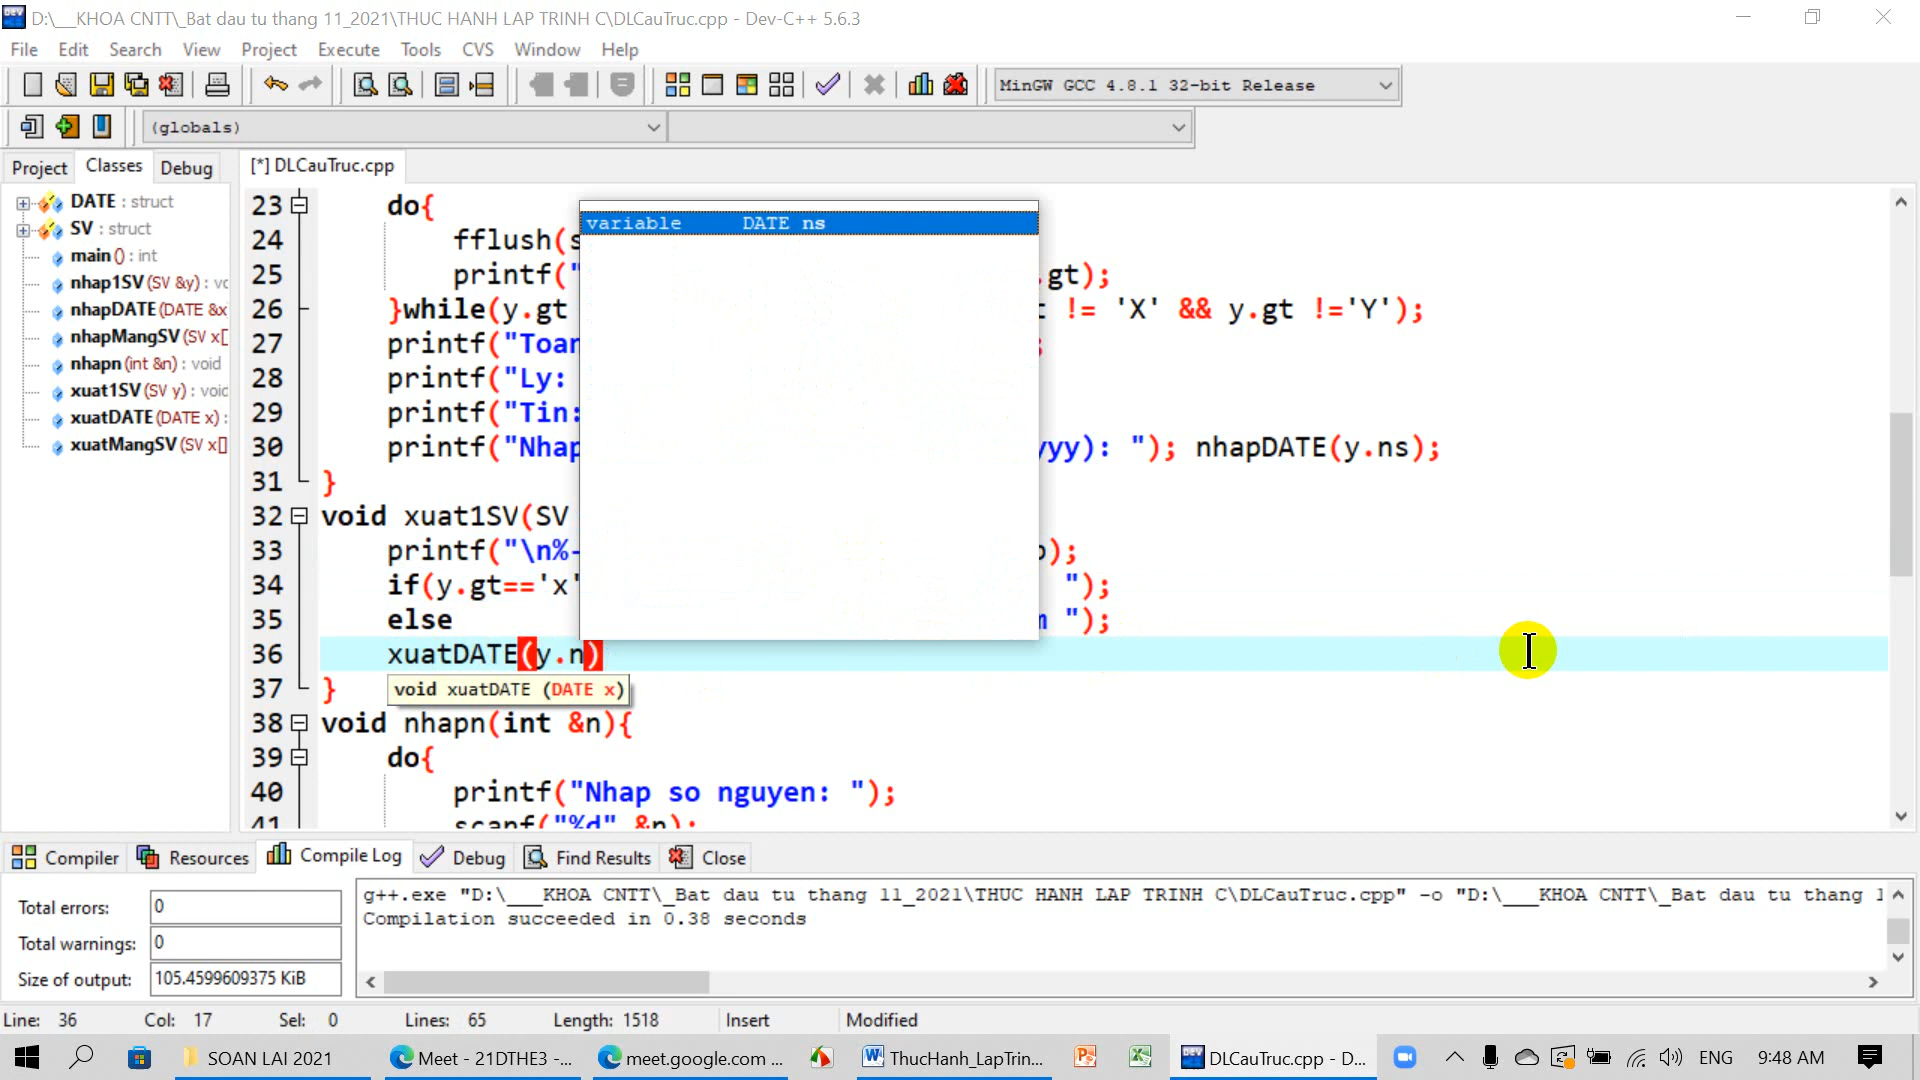 D:\___KHOA CNTT\_Bat dau tu thang 11_2021\THUC HANH LAP TRINH C\DLCauTruc.cpp - Dev-C++ 5.6.3
File Edit Search View Project Execute Tools CVS Window Help
MinGW GCC 4.8.1 32-bit Release
(globals)
Project Classes Debug
[*] DLCauTruc.cpp
DATE : struct
SV : struct
main () : int
nhap1SV (SV &y) : vo
nhapDATE (DATE &x
nhapMangSV (SV x[
nhapn (int &n) : void
xuat1SV (SV y) : void
xuatDATE (DATE x) :
xuatMangSV (SV x[]
variable DATE ns
23 do{
24 fflush(s
25 printf(" .gt);
26 }while(y.gt != 'X' && y.gt !='Y');
27 printf("Toan ;
28 printf("Ly:
29 printf("Tin:
30 printf("Nhap yyy): "); nhapDATE(y.ns);
31 }
32 void xuat1SV(SV
33 printf("\n%- );
34 if(y.gt=='x' ");
35 else ");
36 xuatDATE(y.n)
void xuatDATE (DATE x)
37 }
38 void nhapn(int &n){
39 do{
40 printf("Nhap so nguyen: ");
41 scanf("%d",&n);
Compiler Resources Compile Log Debug Find Results Close
Total errors: 0
Total warnings: 0
Size of output: 105.4599609375 KiB
g++.exe "D:\___KHOA CNTT\_Bat dau tu thang 11_2021\THUC HANH LAP TRINH C\DLCauTruc.cpp" -o "D:\___KHOA CNTT\_Bat dau tu thang 1
Compilation succeeded in 0.38 seconds
Line: 36 Col: 17 Sel: 0 Lines: 65 Length: 1518 Insert Modified
SOAN LAI 2021
Meet - 21DTHE3 -...
meet.google.com ...
ThucHanh_LapTrin...
DLCauTruc.cpp - D...
ENG
9:48 AM